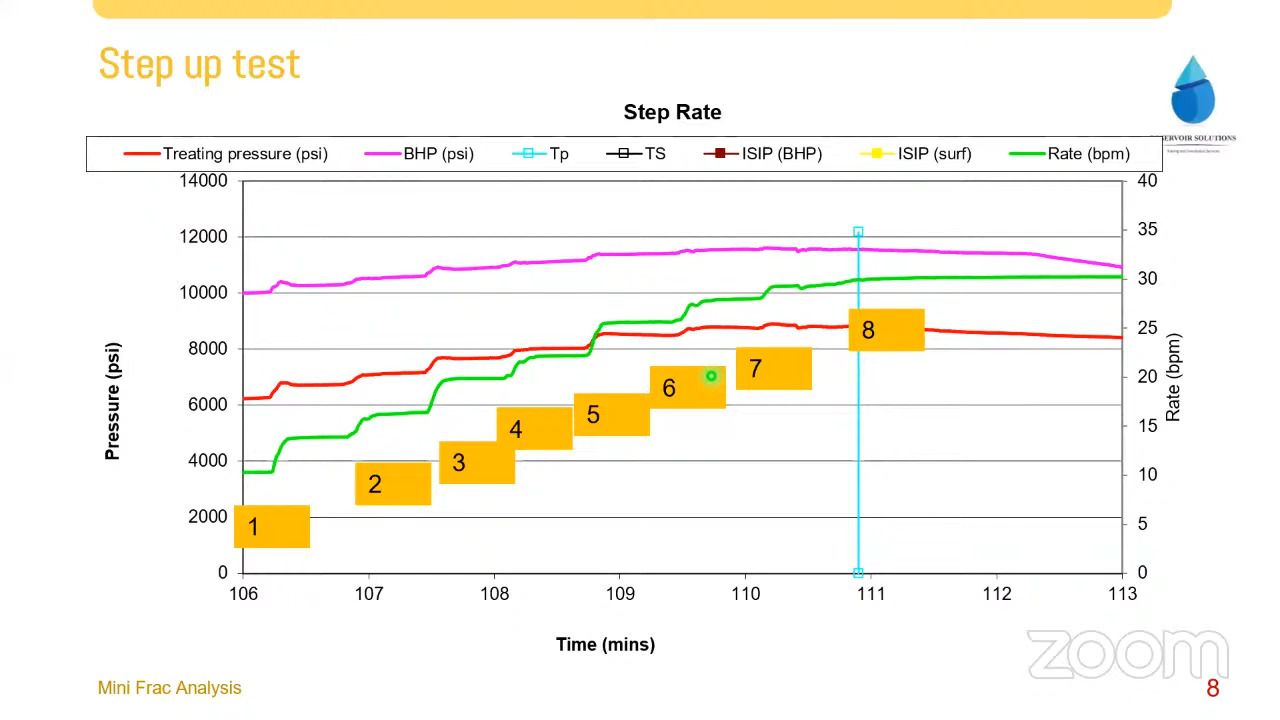 Step up test
Step Rate
Treating pressure (psi) BHP (psi) Tp TS ISIP (BHP) ISIP (surf) Rate (bpm)
ERVOIR SOLUTIONS
14000
12000
10000
8000
6000
4000
2000
0
40
35
30
25
20
15
10
5
0
Pressure (psi)
Rate (bpm)
1
2
3
4
5
6
7
8
106 107 108 109 110 111 112 113
Time (mins)
zoom
Mini Frac Analysis
8